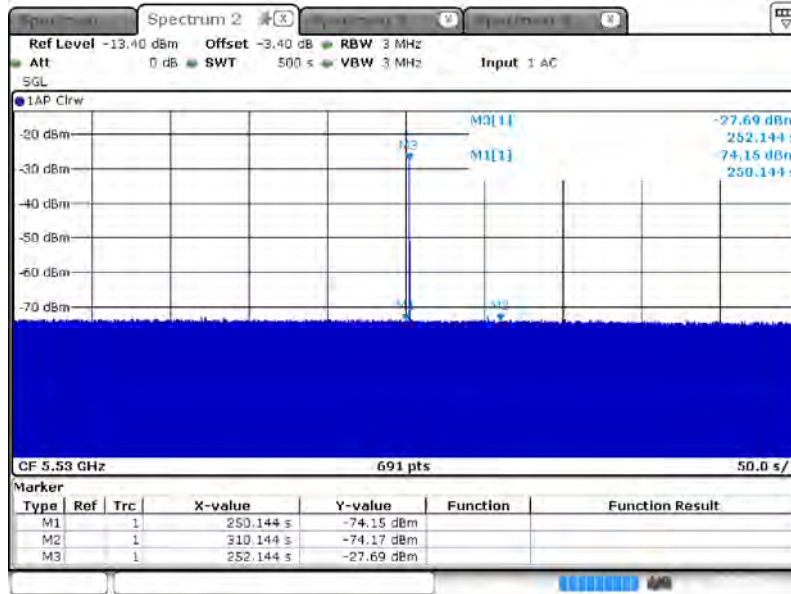 Spectrum 2
Ref Level -13.40 dBm Offset -3.40 dB RBW 3 MHz
Att 0 dB SWT 500 s VBW 3 MHz Input 1 AC
SGL
1AP Clrw
M3[1] -27.69 dBm
252.144 s
M1[1] -74.15 dBm
250.144 s
-20 dBm
M3
-30 dBm
-40 dBm
-50 dBm
-60 dBm
-70 dBm
M1 M2
CF 5.53 GHz 691 pts 50.0 s/
Marker
Type Ref Trc X-value Y-value Function Function Result
M1 1 250.144 s -74.15 dBm
M2 1 310.144 s -74.17 dBm
M3 1 252.144 s -27.69 dBm